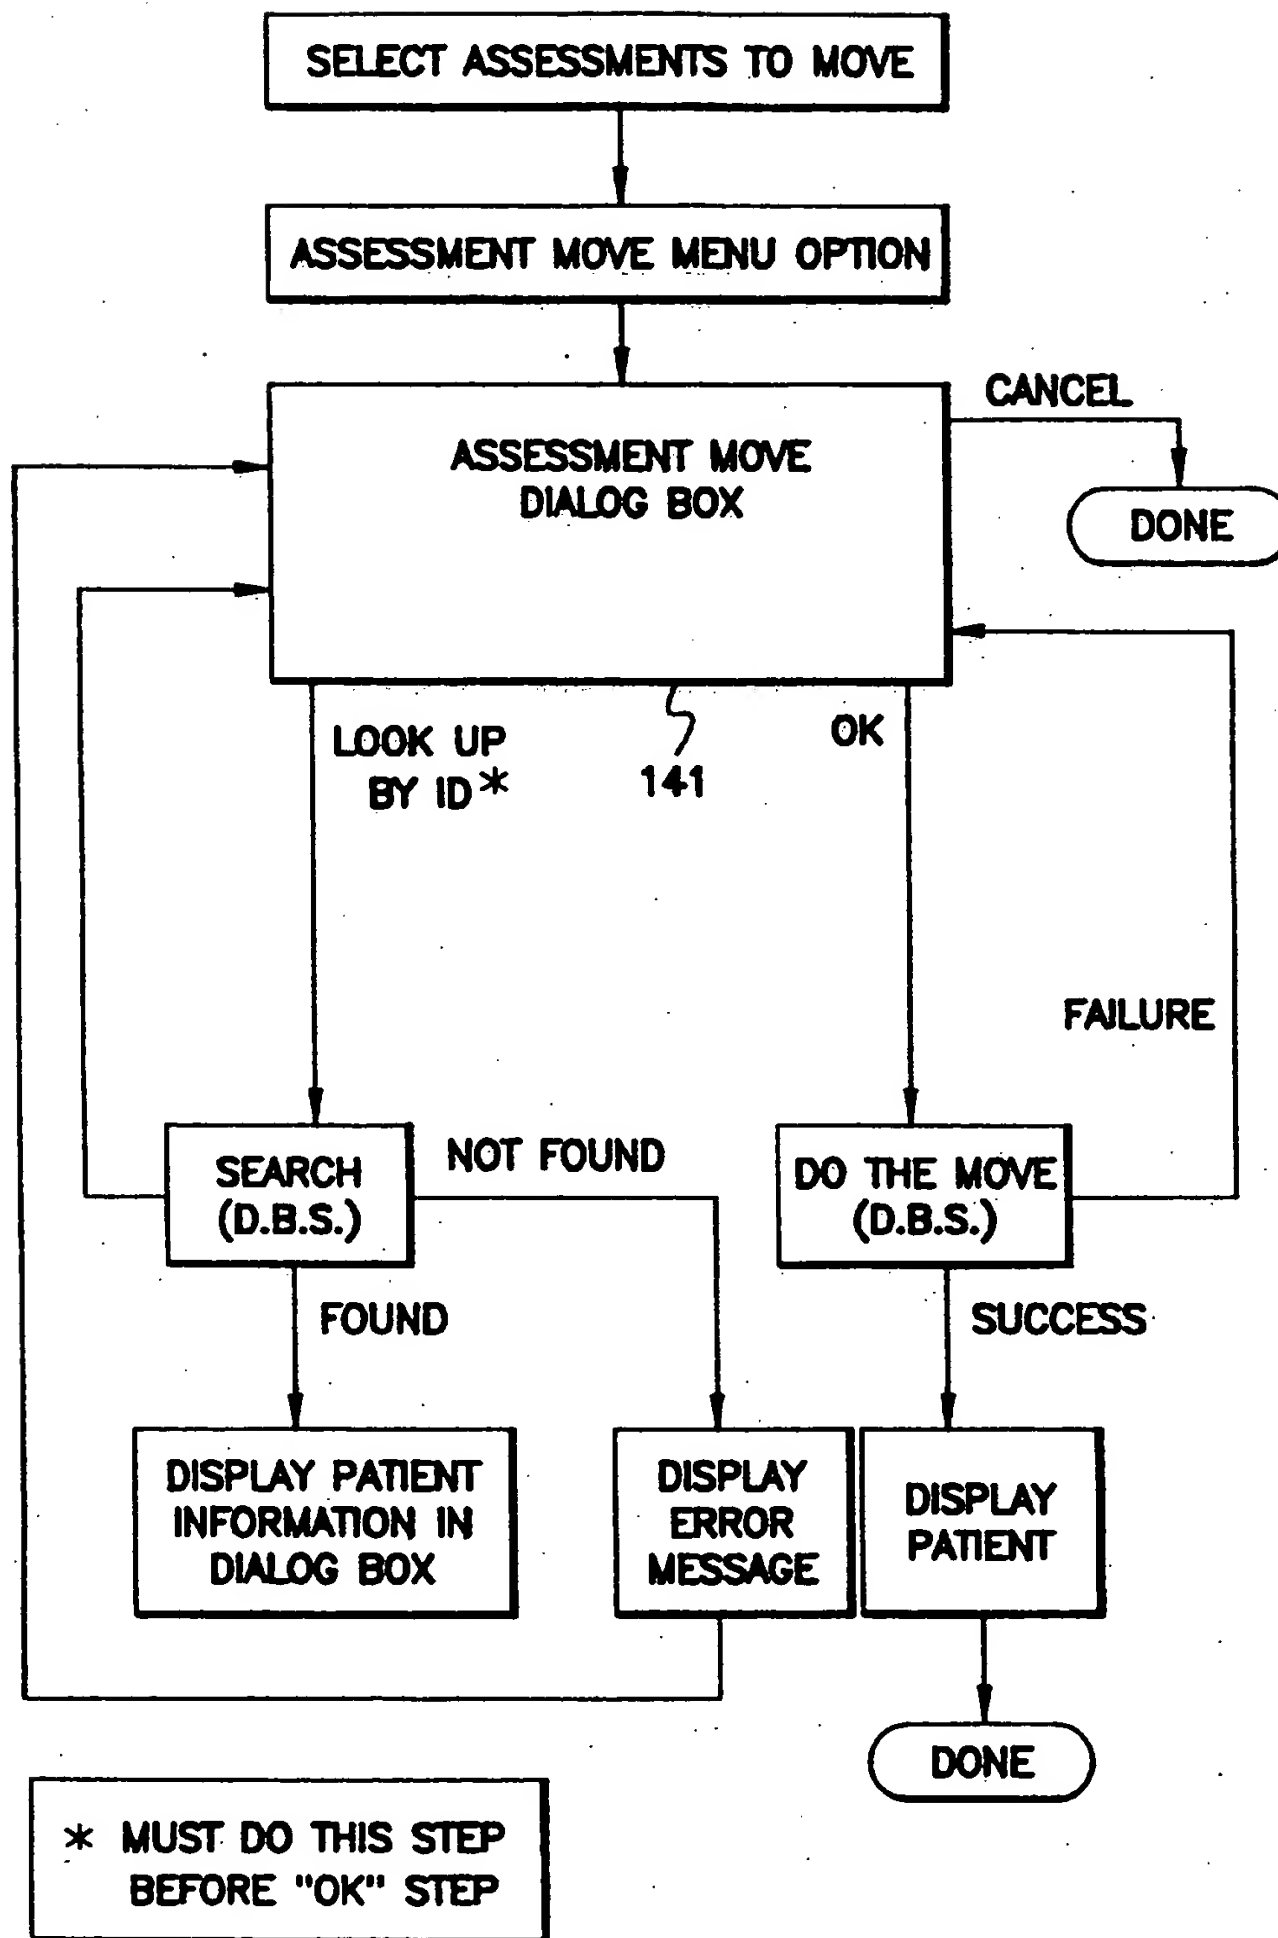 SELECT ASSESSMENTS TO MOVE
ASSESSMENT MOVE MENU OPTION
CANCEL
ASSESSMENT MOVE
DIALOG BOX
DONE
LOOK UP
BY ID*
141
OK
FAILURE
SEARCH
(D.B.S.)
NOT FOUND
DO THE MOVE
(D.B.S.)
FOUND
SUCCESS
DISPLAY PATIENT
INFORMATION IN
DIALOG BOX
DISPLAY
ERROR
MESSAGE
DISPLAY
PATIENT
DONE
* MUST DO THIS STEP
BEFORE "OK" STEP